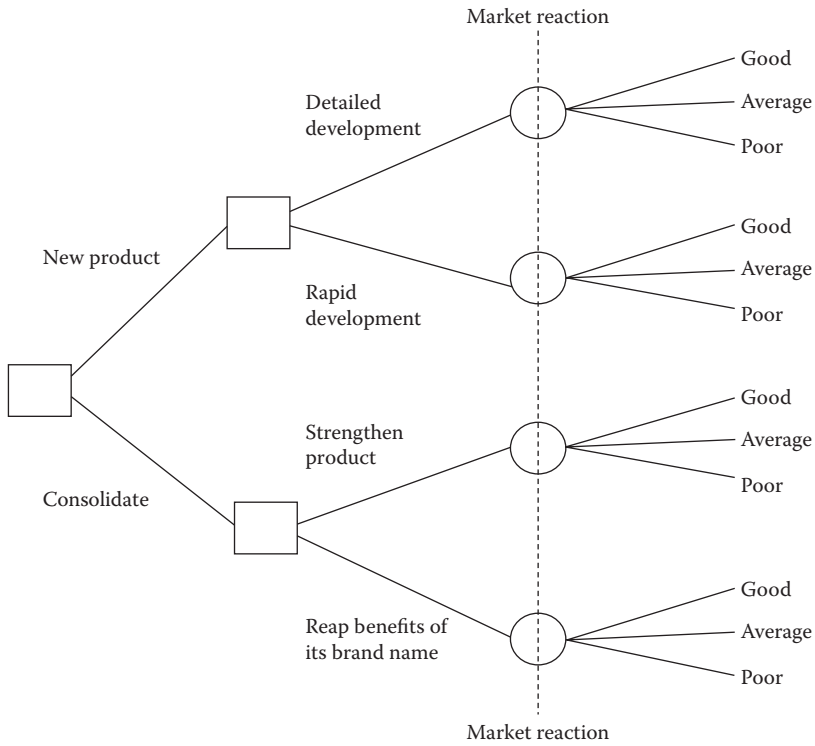 Market reaction
Good
Detailed
development
Average
Poor
New product
Good
Average
Rapid
development
Poor
Good
Strengthen
product
Average
Poor
Consolidate
Good
Reap benefits of
its brand name
Average
Poor
Market reaction